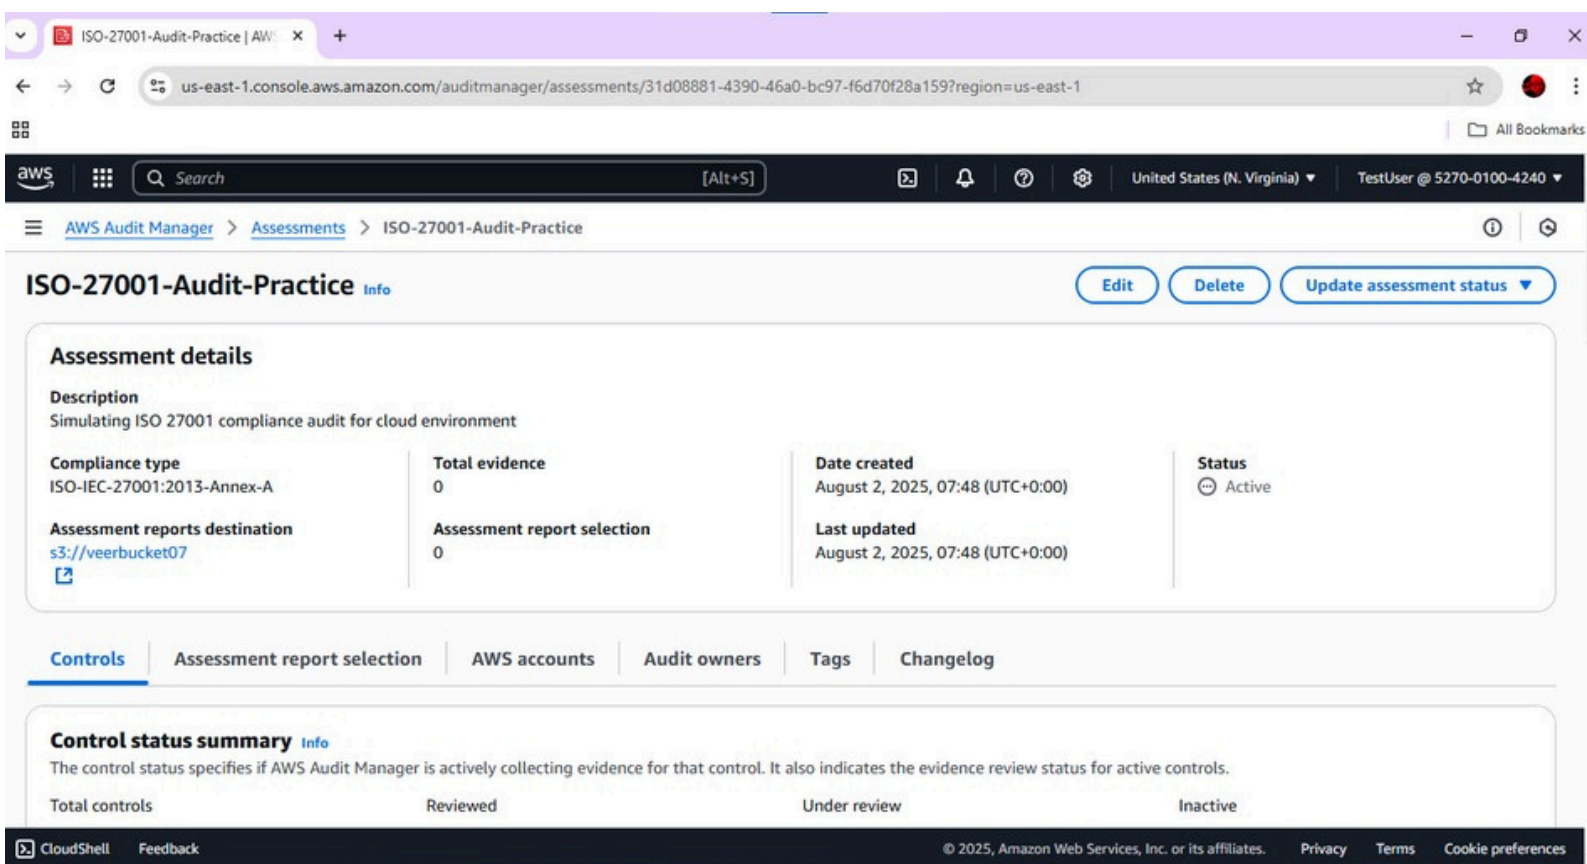 ISO-27001-Audit-Practice | AWS
us-east-1.console.aws.amazon.com/auditmanager/assessments/31d08881-4390-46a0-bc97-f6d70f28a159?region=us-east-1
All Bookmarks
aws Search [Alt+S] United States (N. Virginia) ▼ TestUser @ 5270-0100-4240 ▼
AWS Audit Manager > Assessments > ISO-27001-Audit-Practice
ISO-27001-Audit-Practice Info Edit Delete Update assessment status ▼
Assessment details
Description
Simulating ISO 27001 compliance audit for cloud environment
Compliance type Total evidence Date created Status
ISO-IEC-27001:2013-Annex-A 0 August 2, 2025, 07:48 (UTC+0:00) Active
Assessment reports destination Assessment report selection Last updated
s3://veerbucket07 0 August 2, 2025, 07:48 (UTC+0:00)
Controls Assessment report selection AWS accounts Audit owners Tags Changelog
Control status summary Info
The control status specifies if AWS Audit Manager is actively collecting evidence for that control. It also indicates the evidence review status for active controls.
Total controls Reviewed Under review Inactive
CloudShell Feedback © 2025, Amazon Web Services, Inc. or its affiliates. Privacy Terms Cookie preferences